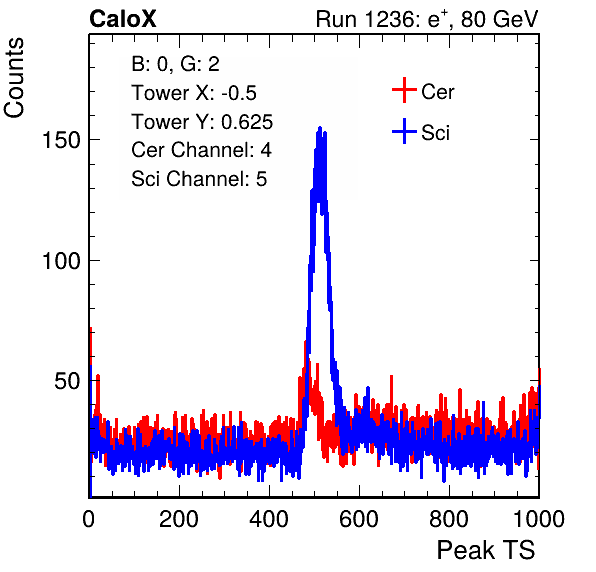 CaloX Run 1236: e⁺, 80 GeV
Counts
B: 0, G: 2
Tower X: -0.5
Tower Y: 0.625
Cer Channel: 4
Sci Channel: 5
Cer
Sci
150
100
50
0 200 400 600 800 1000
Peak TS